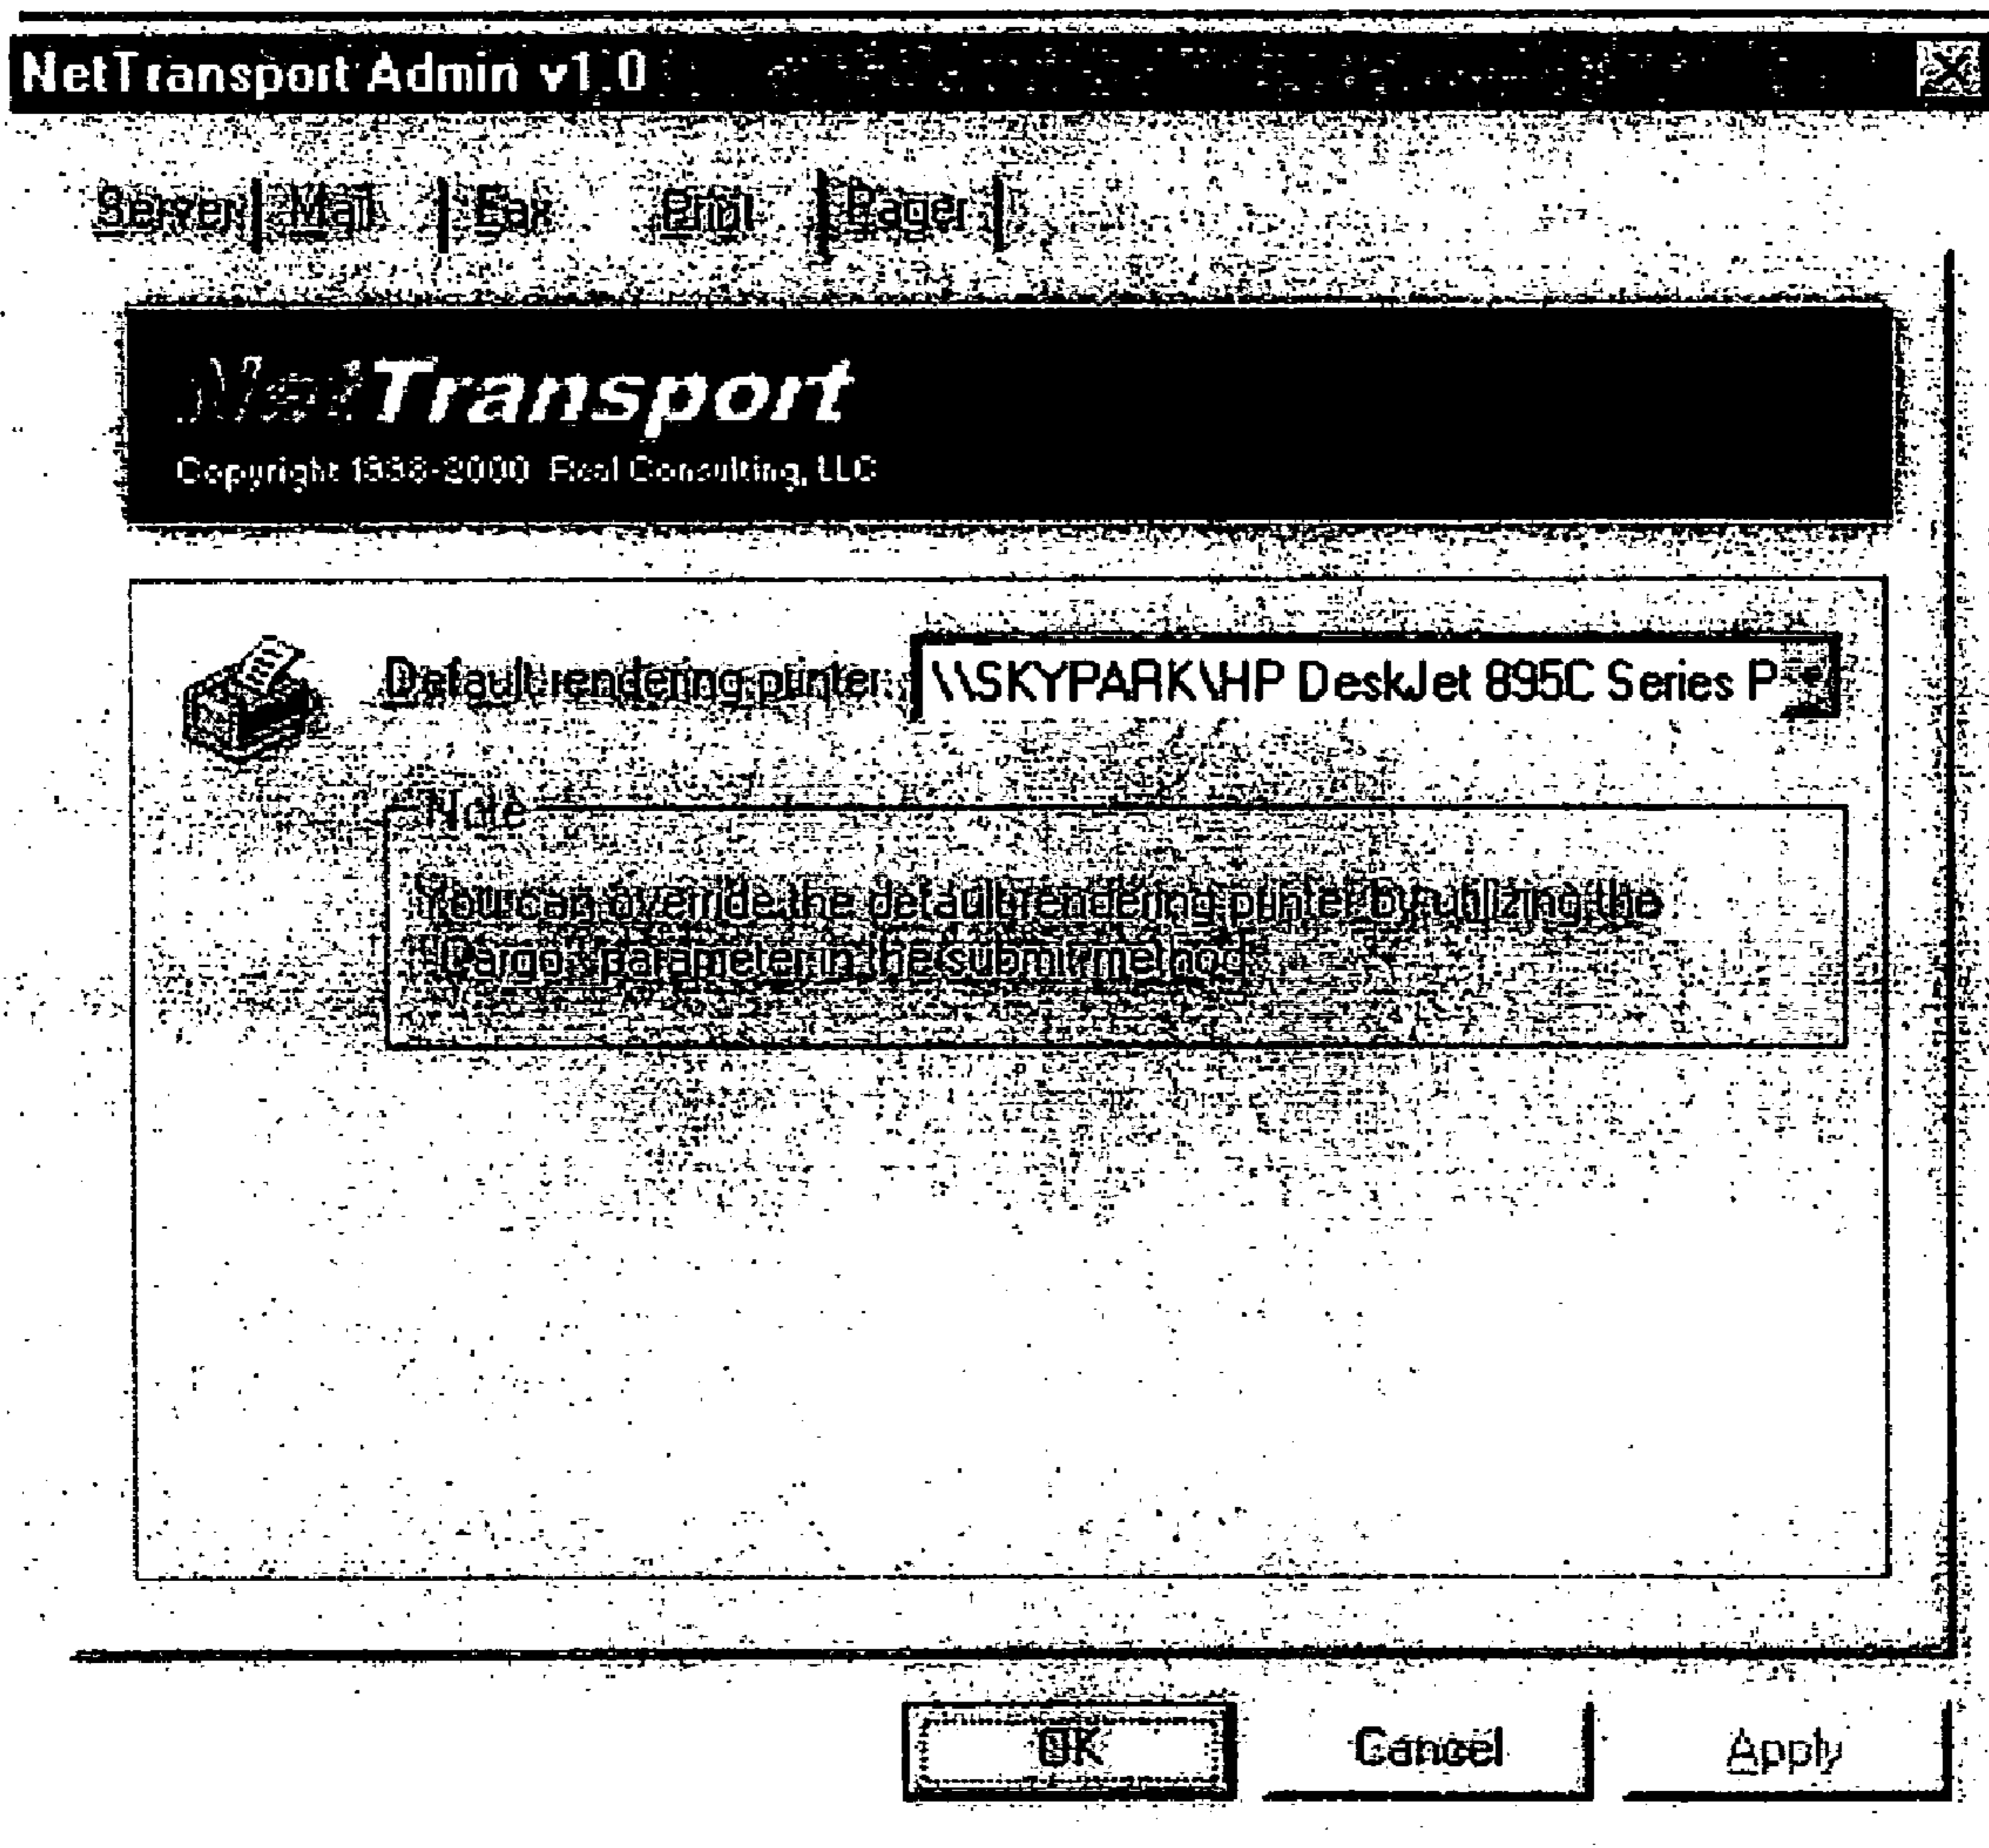 NetTransport Admin v1.0
Server Mail Fax Print Pager
NetTransport
Copyright 1998-2000 Real Consulting, LLC
Default rendering printer: \\SKYPARK\HP DeskJet 895C Series P
Note
You can override the default rendering printer by utilizing the
"Cargo" parameter in the submit method.
OK Cancel Apply